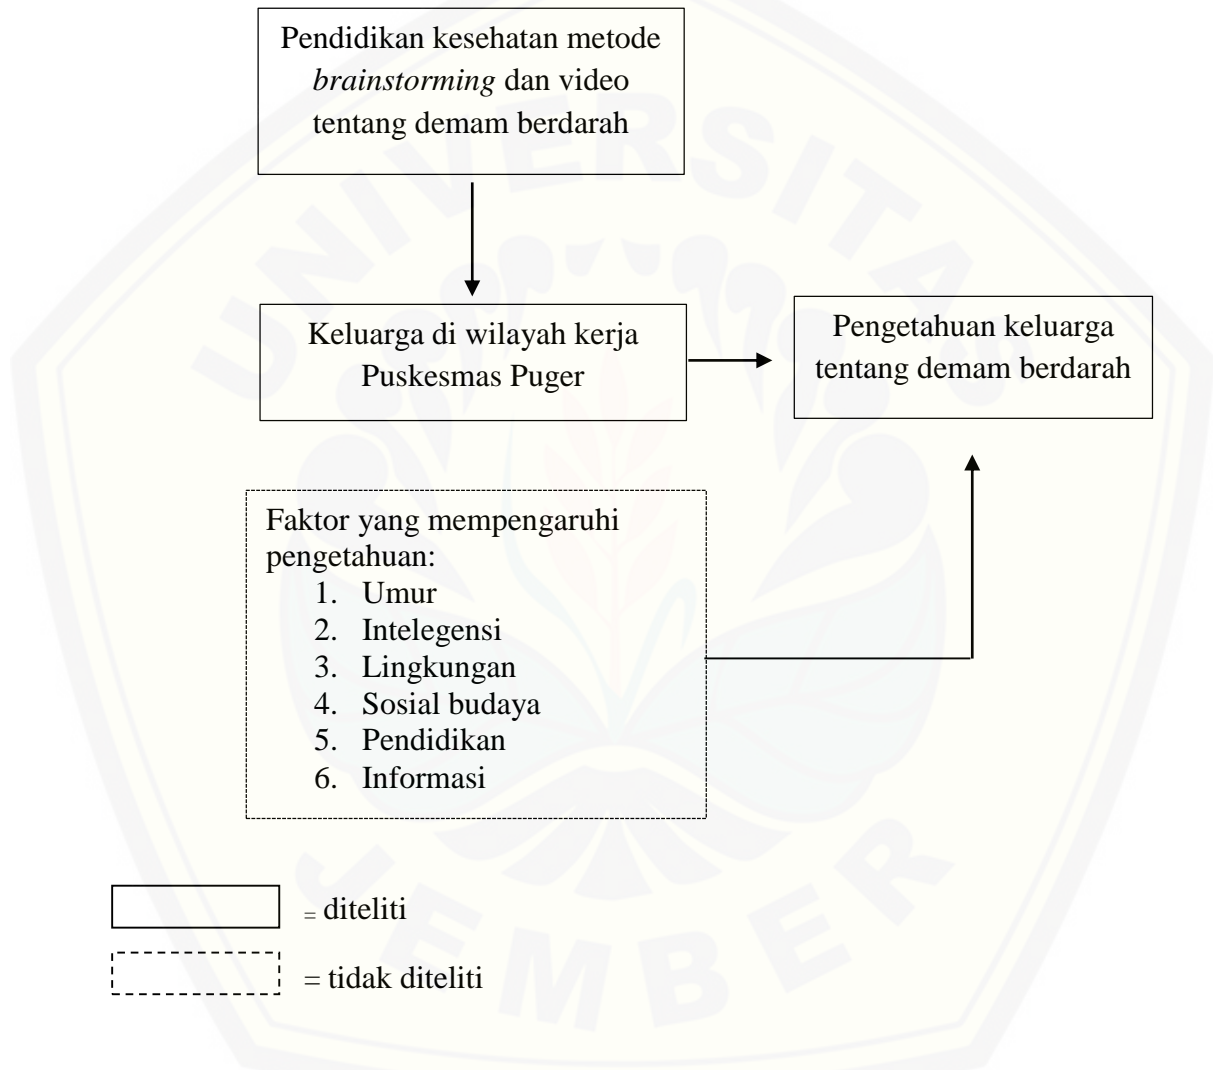 Pendidikan kesehatan metode
brainstorming dan video
tentang demam berdarah
Keluarga di wilayah kerja
Puskesmas Puger
Pengetahuan keluarga
tentang demam berdarah
Faktor yang mempengaruhi
pengetahuan:
1. Umur
2. Intelegensi
3. Lingkungan
4. Sosial budaya
5. Pendidikan
6. Informasi
= diteliti
= tidak diteliti
UNIVERSITAS
JEMBER